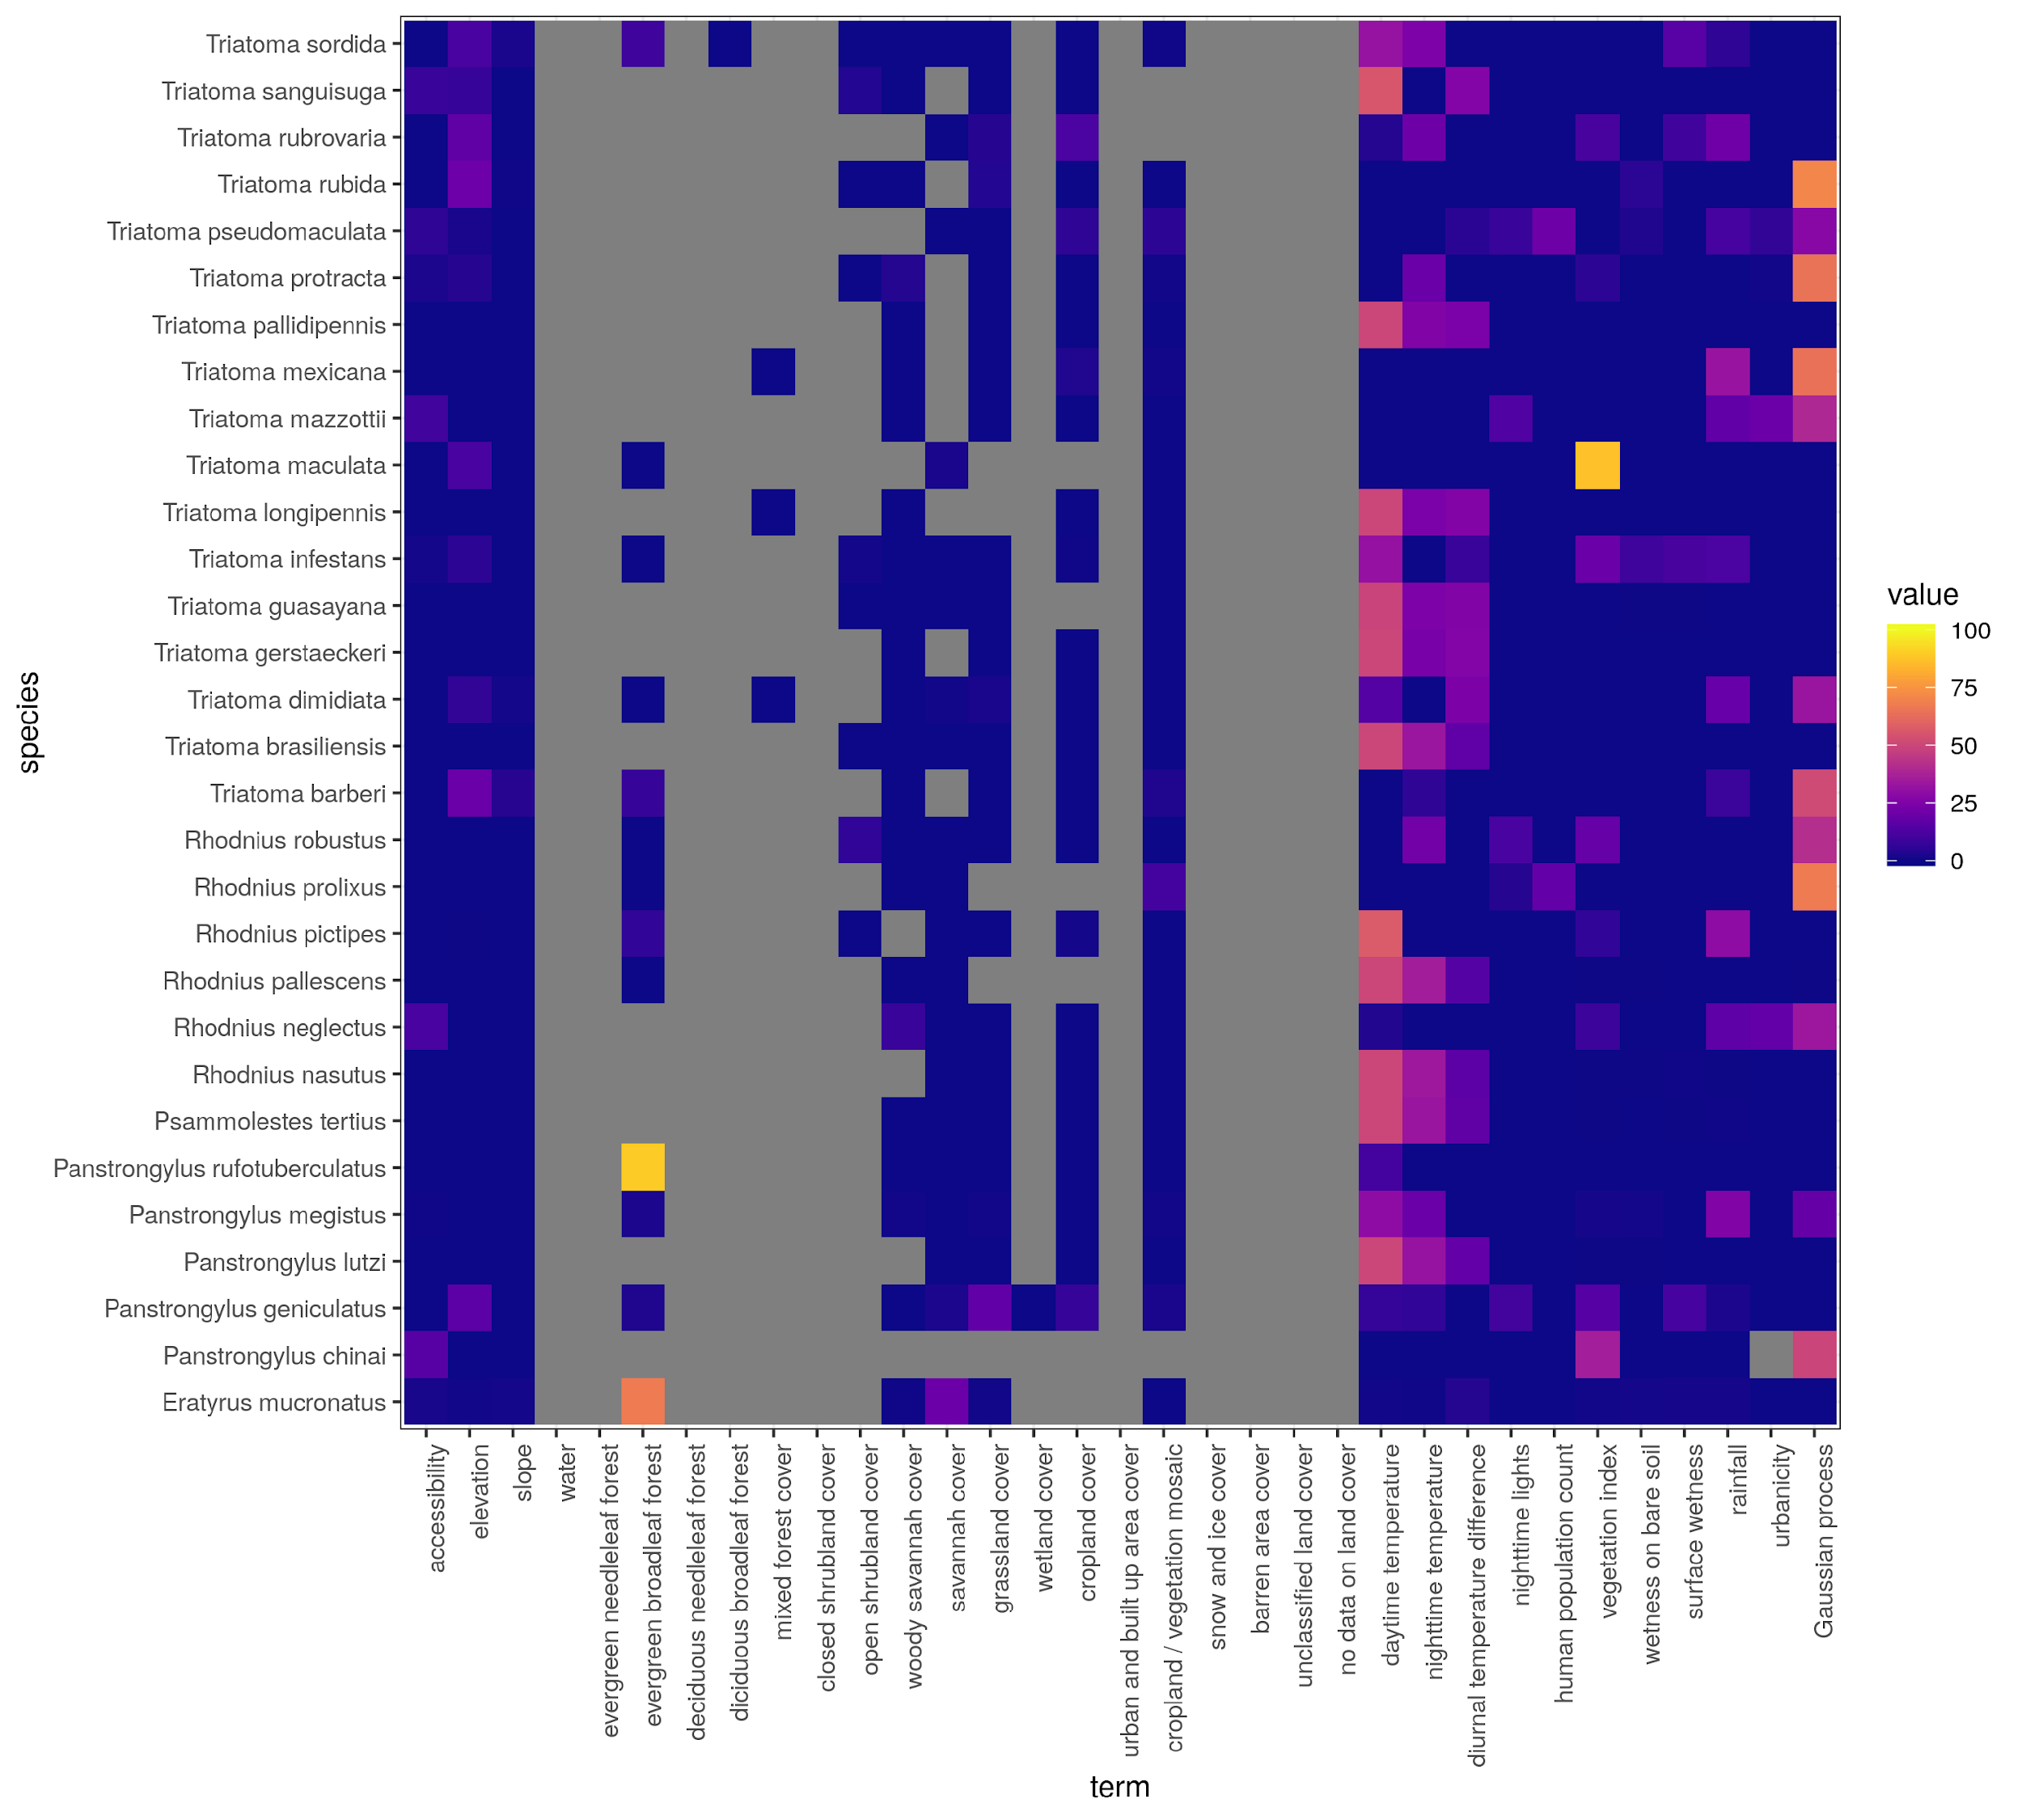 Triatoma sordida
Triatoma sanguisuga
Triatoma rubrovaria
Triatoma rubida
Triatoma pseudomaculata
Triatoma protracta
Triatoma pallidipennis
Triatoma mexicana
Triatoma mazzottii
Triatoma maculata
Triatoma longipennis
Triatoma infestans
Triatoma guasayana
Triatoma gerstaeckeri
Triatoma dimidiata
Triatoma brasiliensis
Triatoma barberi
Rhodnius robustus
Rhodnius prolixus
Rhodnius pictipes
Rhodnius pallescens
Rhodnius neglectus
Rhodnius nasutus
Psammolestes tertius
Panstrongylus rufotuberculatus
Panstrongylus megistus
Panstrongylus lutzi
Panstrongylus geniculatus
Panstrongylus chinai
Eratyrus mucronatus
species
accessibility
elevation
slope
water
evergreen needleleaf forest
evergreen broadleaf forest
deciduous needleleaf forest
diciduous broadleaf forest
mixed forest cover
closed shrubland cover
open shrubland cover
woody savannah cover
savannah cover
grassland cover
wetland cover
cropland cover
urban and built up area cover
cropland / vegetation mosaic
snow and ice cover
barren area cover
unclassified land cover
no data on land cover
daytime temperature
nighttime temperature
diurnal temperature difference
nighttime lights
human population count
vegetation index
wetness on bare soil
surface wetness
rainfall
urbanicity
Gaussian process
term
value
100
75
50
25
0